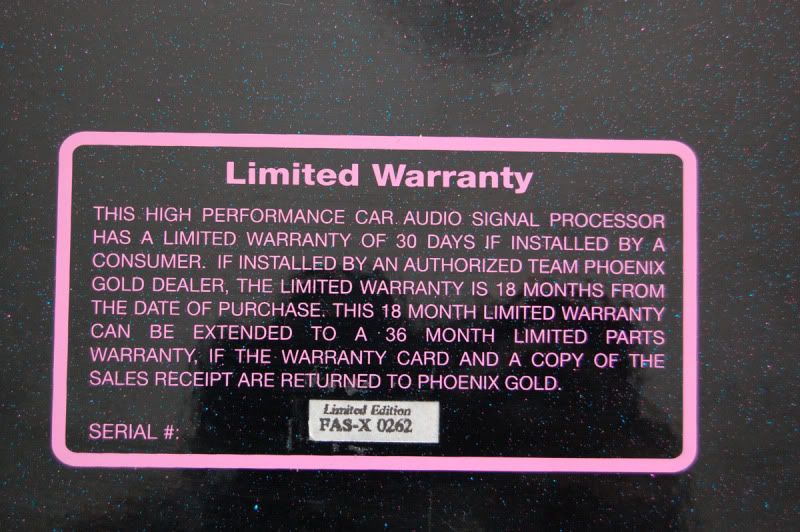 Limited Warranty
THIS HIGH PERFORMANCE CAR AUDIO SIGNAL PROCESSOR
HAS A LIMITED WARRANTY OF 30 DAYS IF INSTALLED BY A
CONSUMER. IF INSTALLED BY AN AUTHORIZED TEAM PHOENIX
GOLD DEALER, THE LIMITED WARRANTY IS 18 MONTHS FROM
THE DATE OF PURCHASE. THIS 18 MONTH LIMITED WARRANTY
CAN BE EXTENDED TO A 36 MONTH LIMITED PARTS
WARRANTY, IF THE WARRANTY CARD AND A COPY OF THE
SALES RECEIPT ARE RETURNED TO PHOENIX GOLD.
Limited Edition
SERIAL #: FAS-X 0262